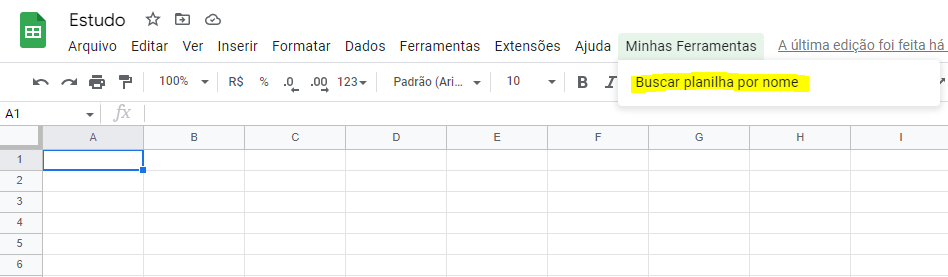 Estudo
Arquivo Editar Ver Inserir Formatar Dados Ferramentas Extensões Ajuda Minhas Ferramentas A última edição foi feita há
100% R$ % .0 .00 123 Padrão (Ari... 10 B I
Buscar planilha por nome
A1 fx
A B C D E F G H I
1
2
3
4
5
6